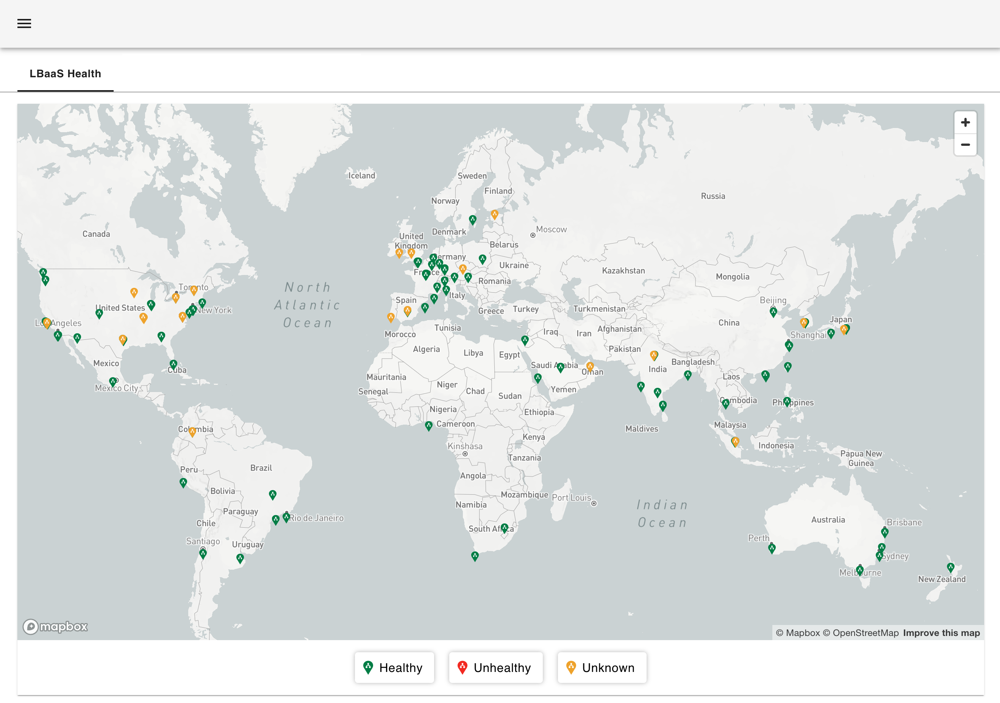 LBaaS Health
Iceland
Sweden
Finland
Russia
Norway
Moscow
Canada
Denmark
United
Kingdom
Belarus
Germany
Ukraine
Kazakhstan
France
Mongolia
Romania
Toronto
North
Atlantic
Ocean
Italy
Spain
Beijing
United States
New York
Greece
Turkey
Turkmenistan
Los Angeles
Japan
China
Tunisia
Afghanistan
Iraq
Iran
Morocco
Shanghai
Algeria
Libya
Egypt
Pakistan
Mexico
Saudi Arabia
Bangladesh
Cuba
India
Oman
Mauritania
Laos
Mexico City
Niger
Chad
Yemen
Senegal
Sudan
Cambodia
Philippines
Nigeria
Ethiopia
Cameroon
Malaysia
Colombia
Maldives
Kenya
Kinshasa
Indonesia
Tanzania
Papua New
Guinea
Peru
Brazil
Angola
Bolivia
Mozambique
Port Louis
Namibia
Indian
Ocean
Paraguay
Rio de Janeiro
Chile
Australia
Brisbane
South Africa
Perth
Santiago
Uruguay
Sydney
Melbourne
New Zealand
mapbox
© Mapbox © OpenStreetMap Improve this map
Healthy Unhealthy Unknown